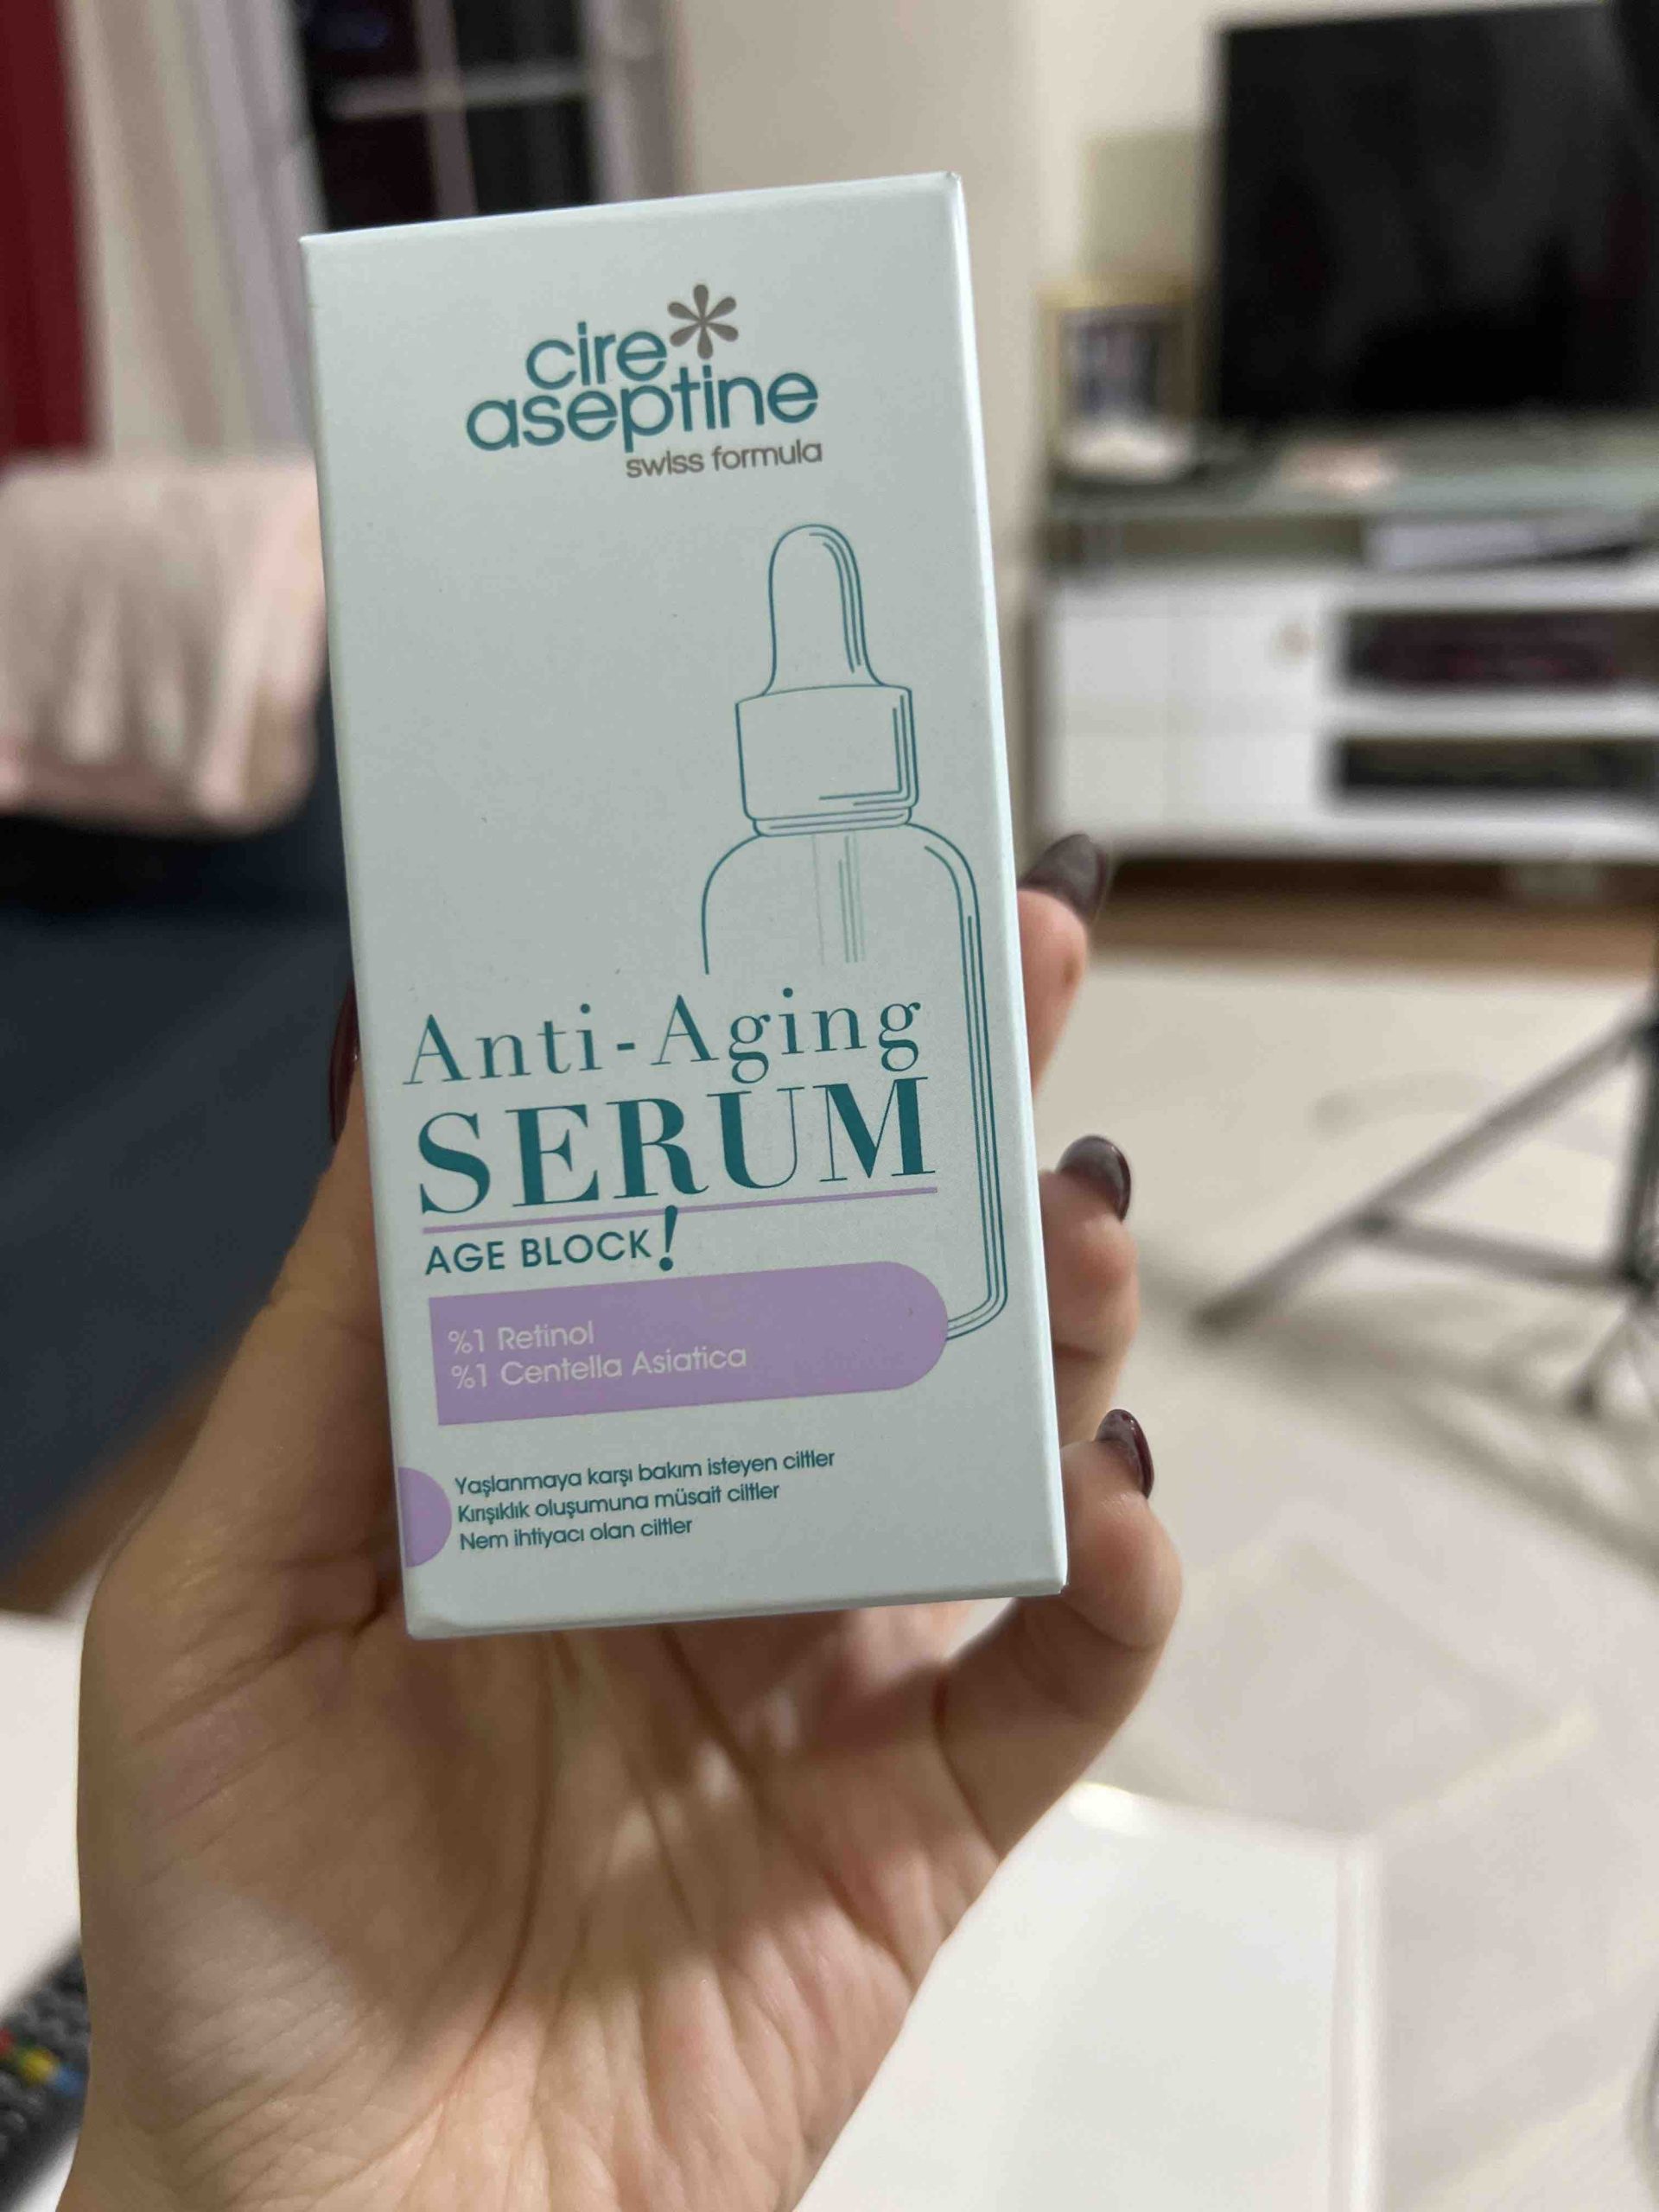 cire
aseptine
swiss formula
Anti-Aging
SERUM
AGE BLOCK!
%1 Retinol
%1 Centella Asiatica
Yaşlanmaya karşı bakım isteyen ciltler
Kırışıklık oluşumuna müsait ciltler
Nem ihtiyacı olan ciltler